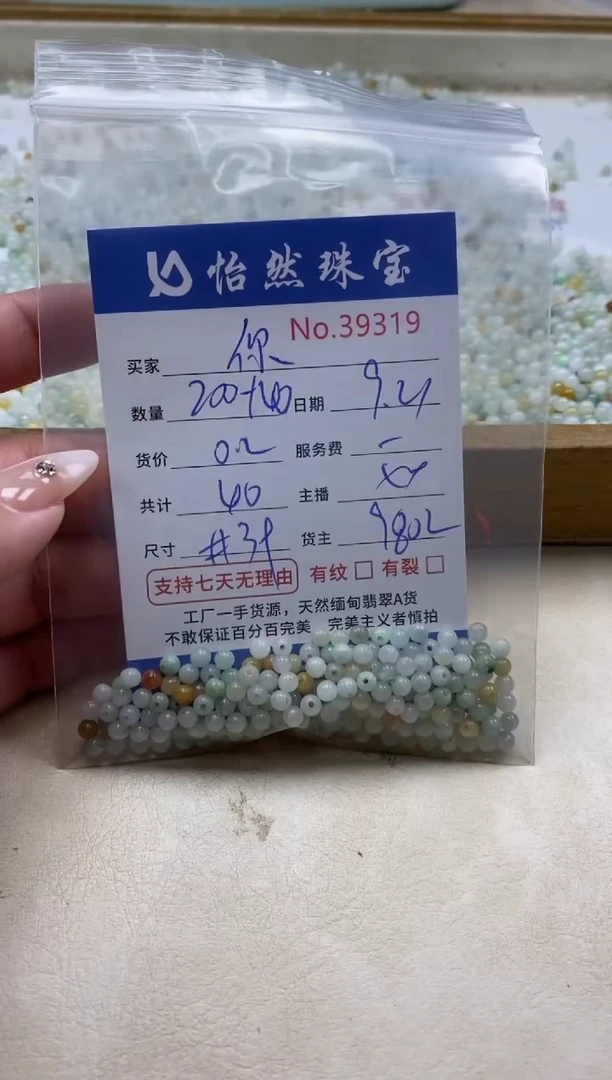 怡然珠宝
No.39319
买家 你
数量 200+40 日期 9.21
货价 0.2 服务费 -
共计 40 主播
尺寸 #3 货主 980L
支持七天无理由 有纹 有裂
工厂一手货源，天然缅甸翡翠A货
不敢保证百分百完美 完美主义者慎拍